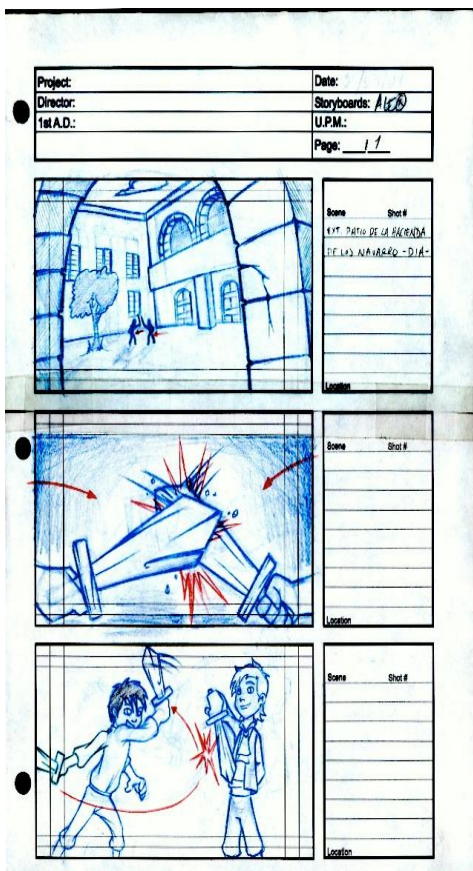 Project:
Date:
Director:
Storyboards:
1st A.D.:
U.P.M.:
Page: 1
Scene Shot #
EXT. PATIO DE LA HACIENDA
DE LOS NAVARRO -DIA-
Location
Scene Shot #
Location
Scene Shot #
Location